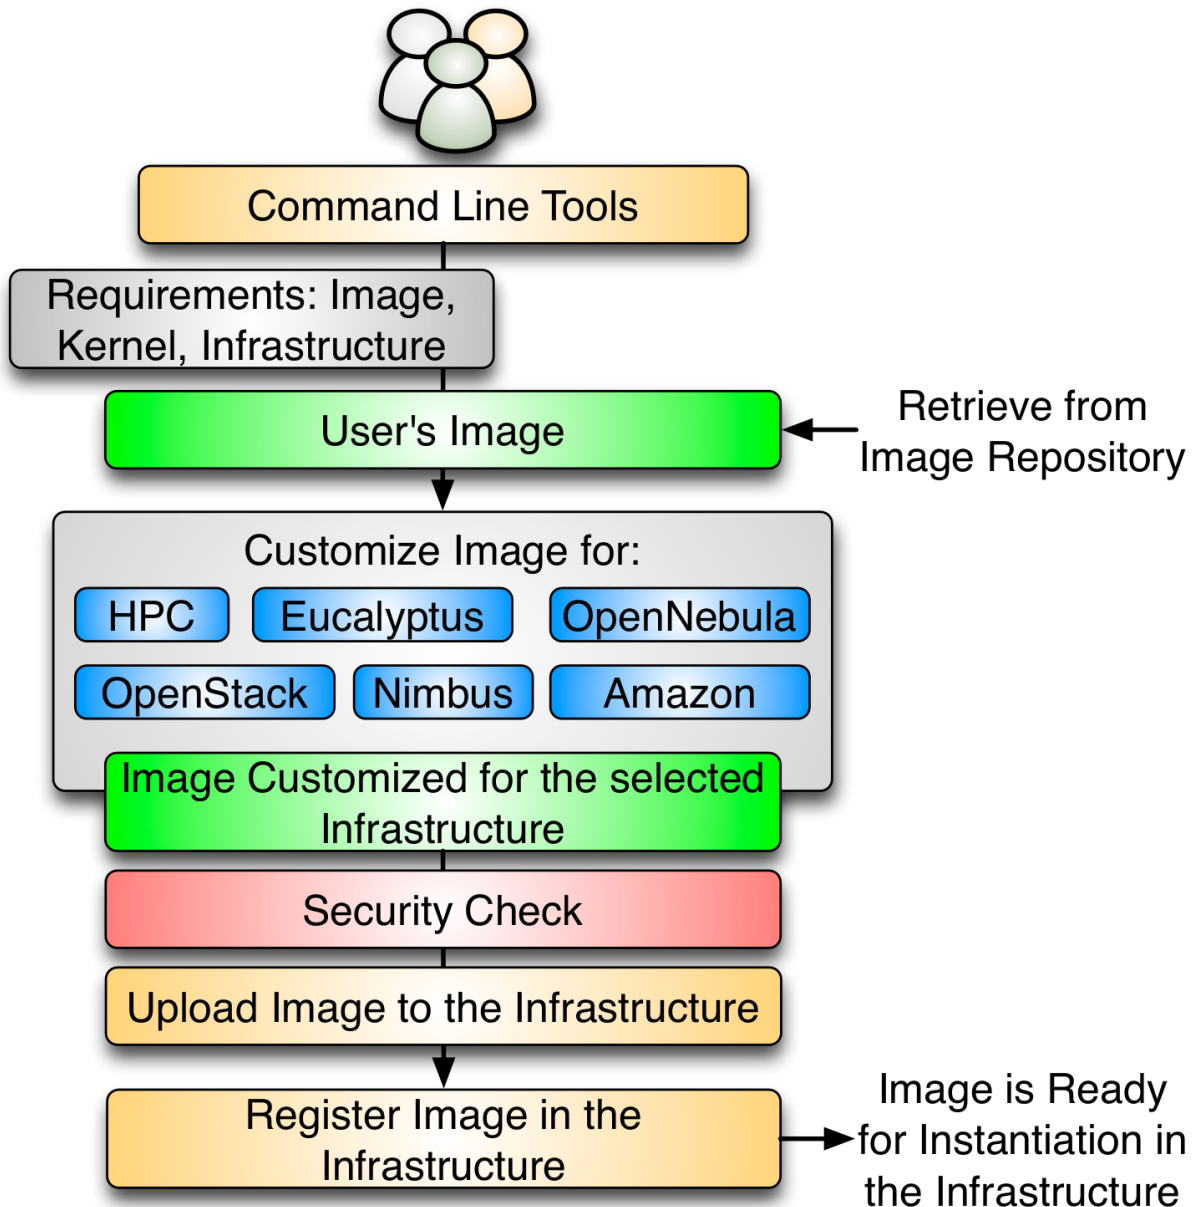 Command Line Tools
Requirements: Image,
Kernel, Infrastructure
User's Image
Retrieve from
Image Repository
Customize Image for:
HPC
Eucalyptus
OpenNebula
OpenStack
Nimbus
Amazon
Image Customized for the selected
Infrastructure
Security Check
Upload Image to the Infrastructure
Register Image in the
Infrastructure
Image is Ready
for Instantiation in
the Infrastructure